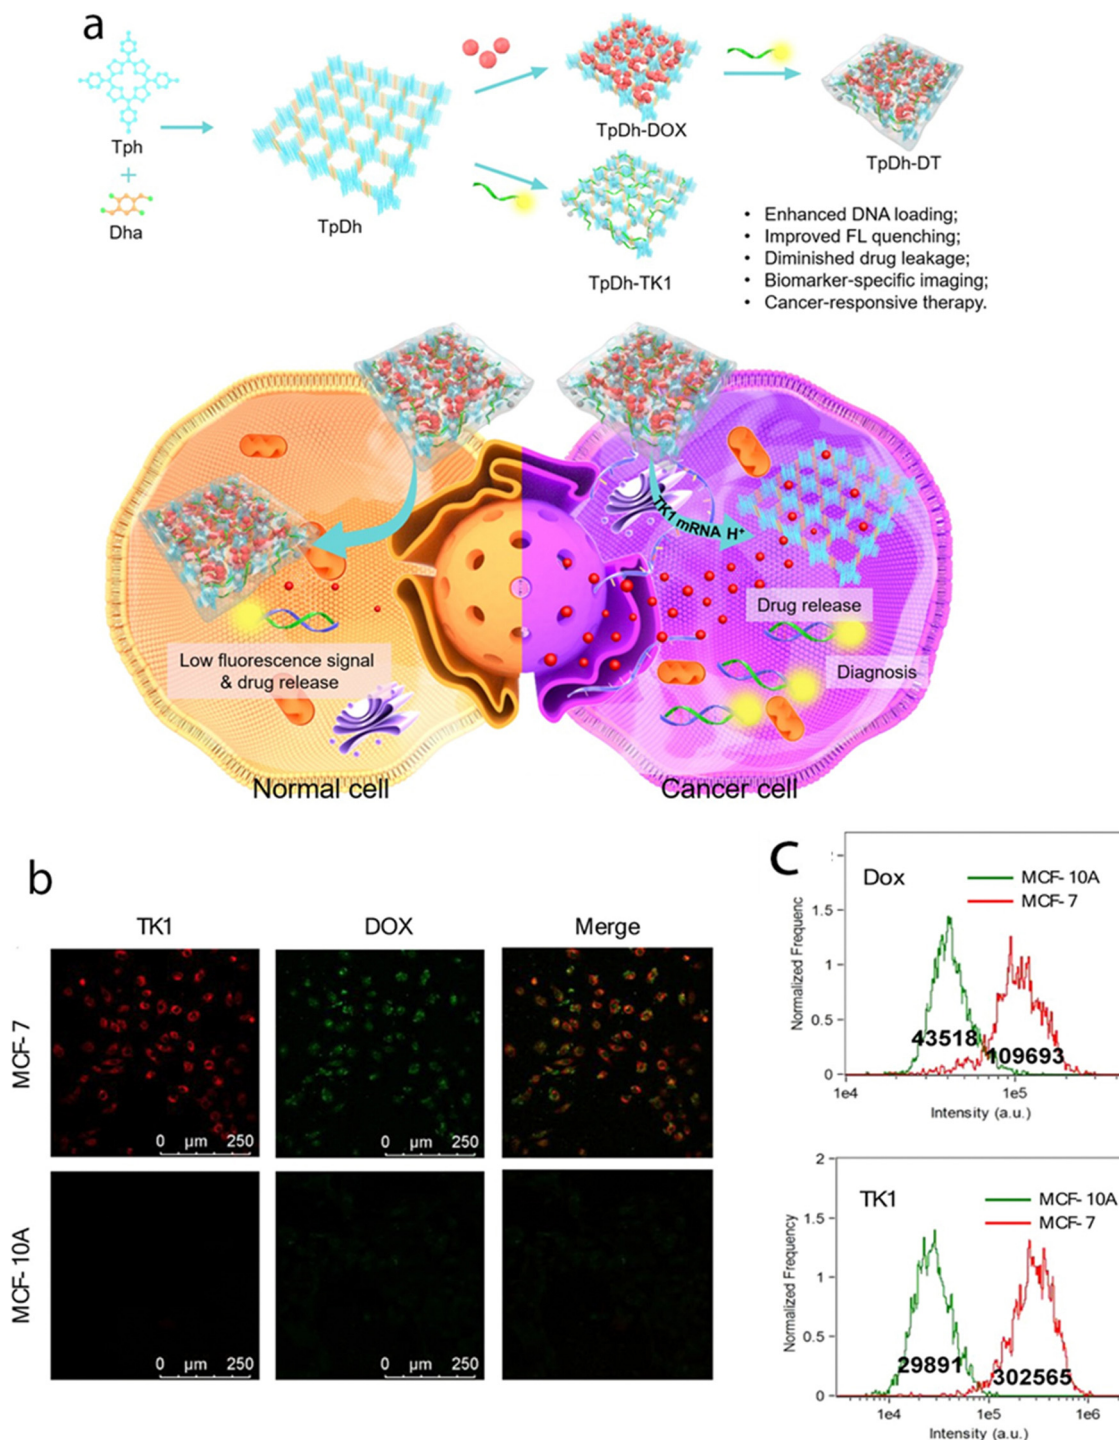 a
Tph
+
Dha
TpDh
TpDh-DOX
TpDh-TK1
TpDh-DT
• Enhanced DNA loading;
• Improved FL quenching;
• Diminished drug leakage;
• Biomarker-specific imaging;
• Cancer-responsive therapy.
TK1 mRNA H⁺
Drug release
Diagnosis
Low fluorescence signal
& drug release
Normal cell
Cancer cell
b
TK1
DOX
Merge
MCF-7
0 µm 250
0 µm 250
0 µm 250
MCF-10A
0 µm 250
0 µm 250
0 µm 250
c
Dox
MCF-10A
MCF-7
Normalized Frequenc
1.5
1
0.5
0
43518
109693
1e4
1e5
Intensity (a.u.)
TK1
MCF-10A
MCF-7
Normalized Frequency
2
1.5
1
0.5
0
29891
302565
1e4
1e5
1e6
Intensity (a.u.)